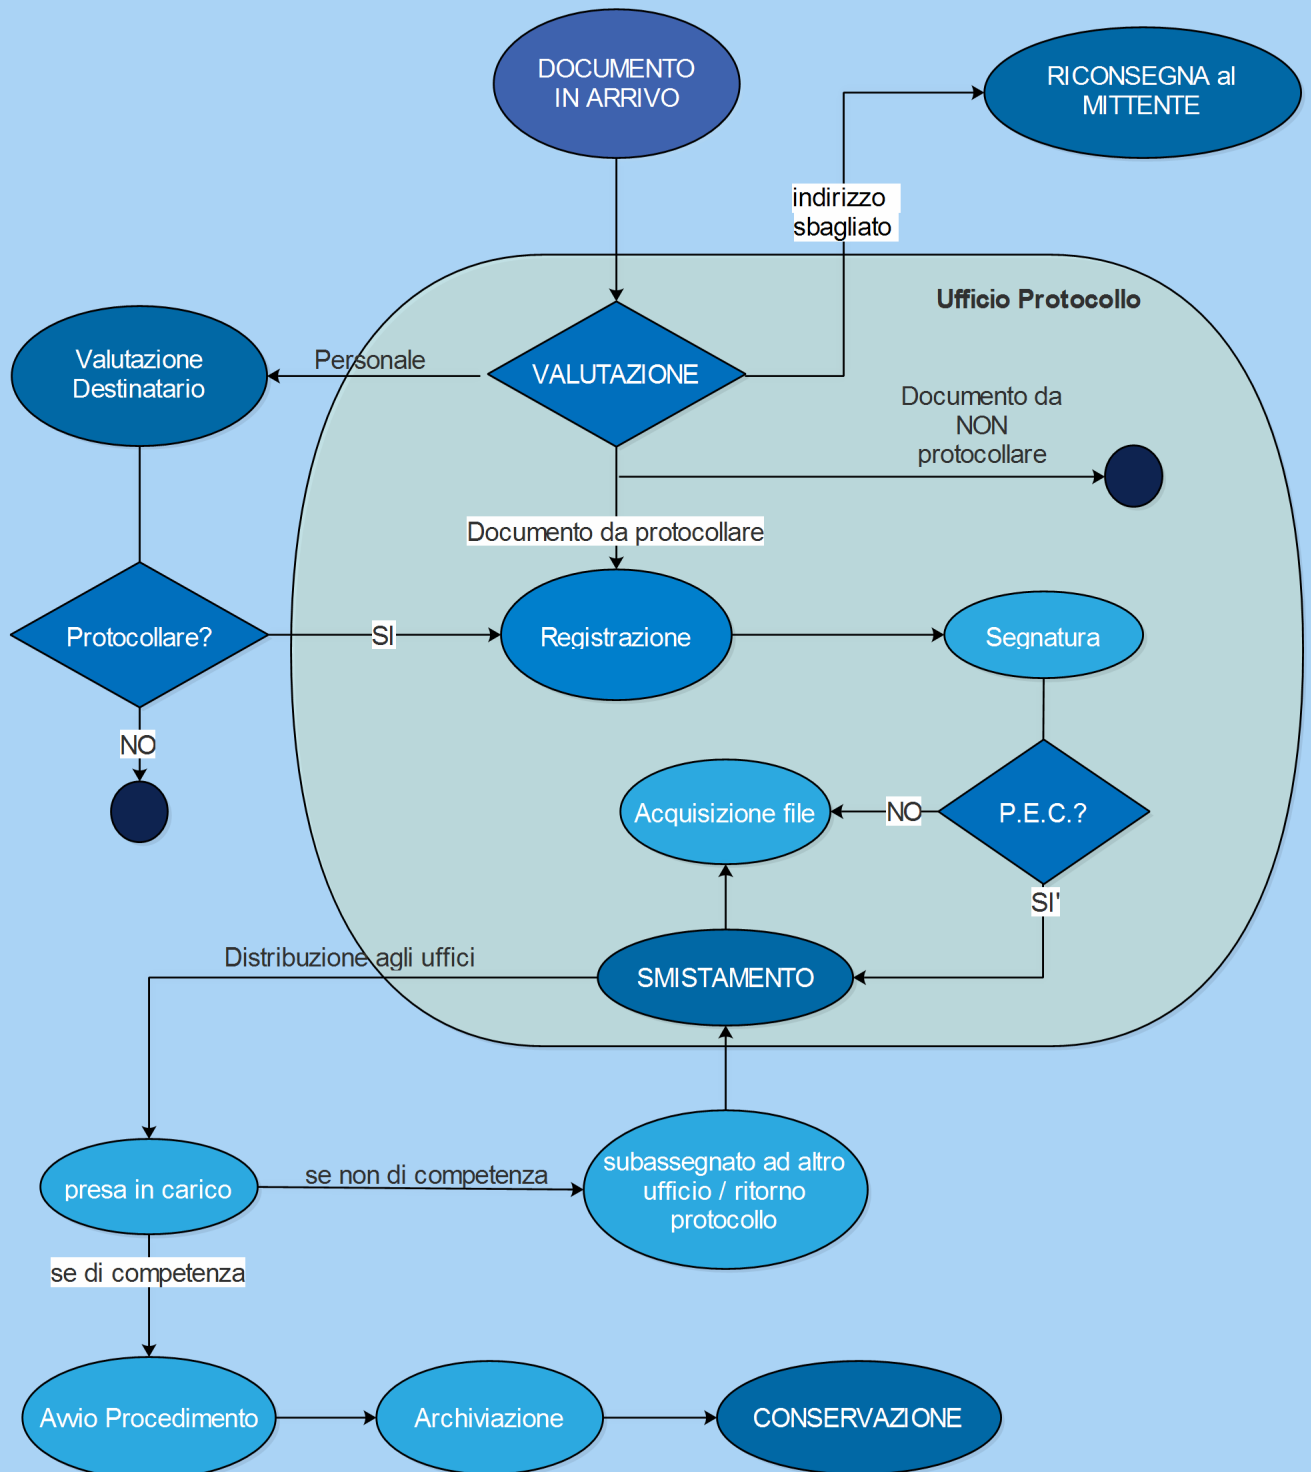 DOCUMENTO
IN ARRIVO
RICONSEGNA al
MITTENTE
indirizzo
sbagliato
Ufficio Protocollo
Valutazione
Destinatario
Personale
VALUTAZIONE
Documento da
NON
protocollare
Documento da protocollare
Protocollare?
SI
Registrazione
Segnatura
NO
Acquisizione file
NO
P.E.C.?
SI'
Distribuzione agli uffici
SMISTAMENTO
presa in carico
se non di competenza
subassegnato ad altro
ufficio / ritorno
protocollo
se di competenza
Avvio Procedimento
Archiviazione
CONSERVAZIONE